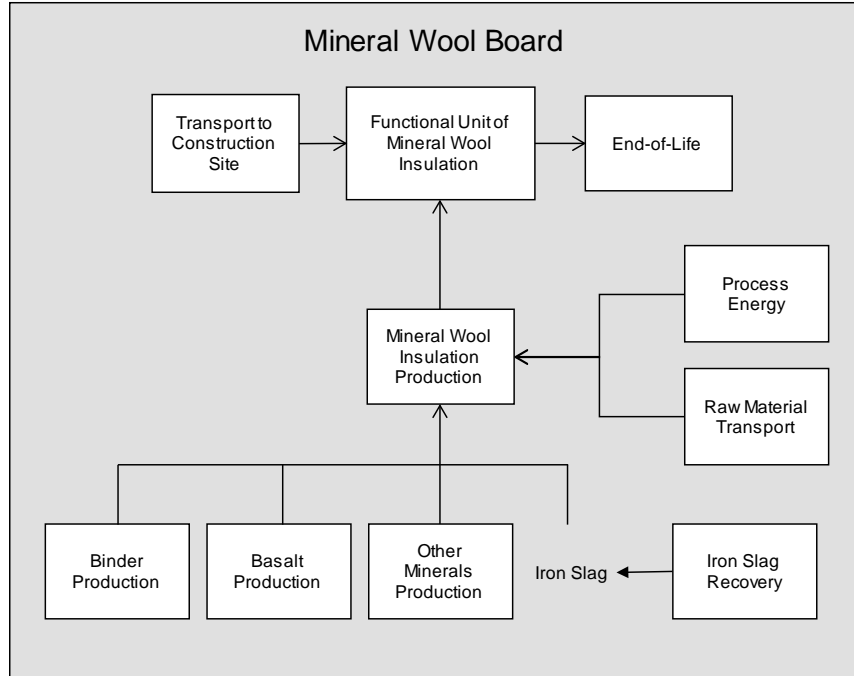 Mineral Wool Board
Transport to
Construction
Site
Functional Unit of
Mineral Wool
Insulation
End-of-Life
Process
Energy
Mineral Wool
Insulation
Production
Raw Material
Transport
Binder
Production
Basalt
Production
Other
Minerals
Production
Iron Slag
Iron Slag
Recovery